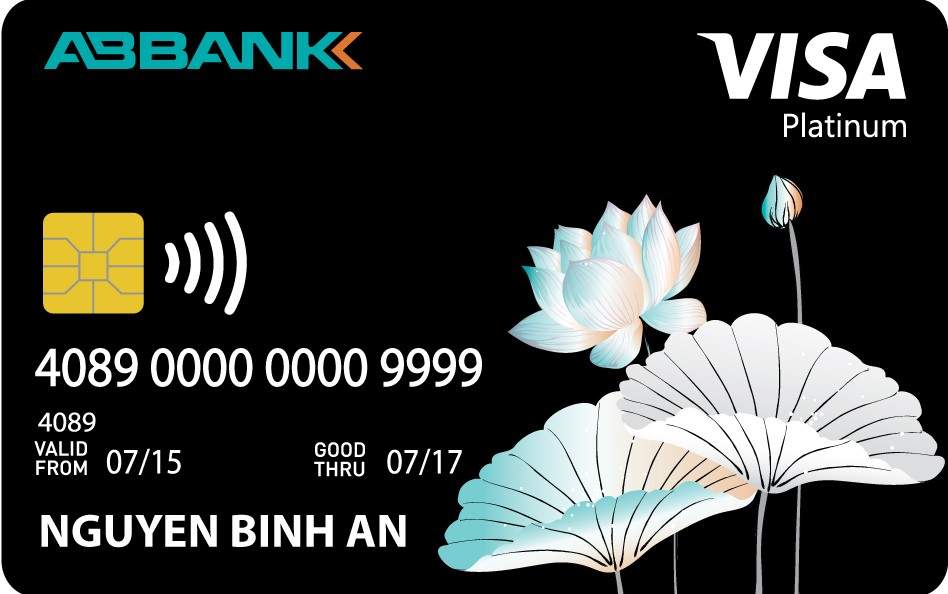 ABBANK
VISA
Platinum
4089 0000 0000 9999
4089
VALID FROM 07/15 GOOD THRU 07/17
NGUYEN BINH AN